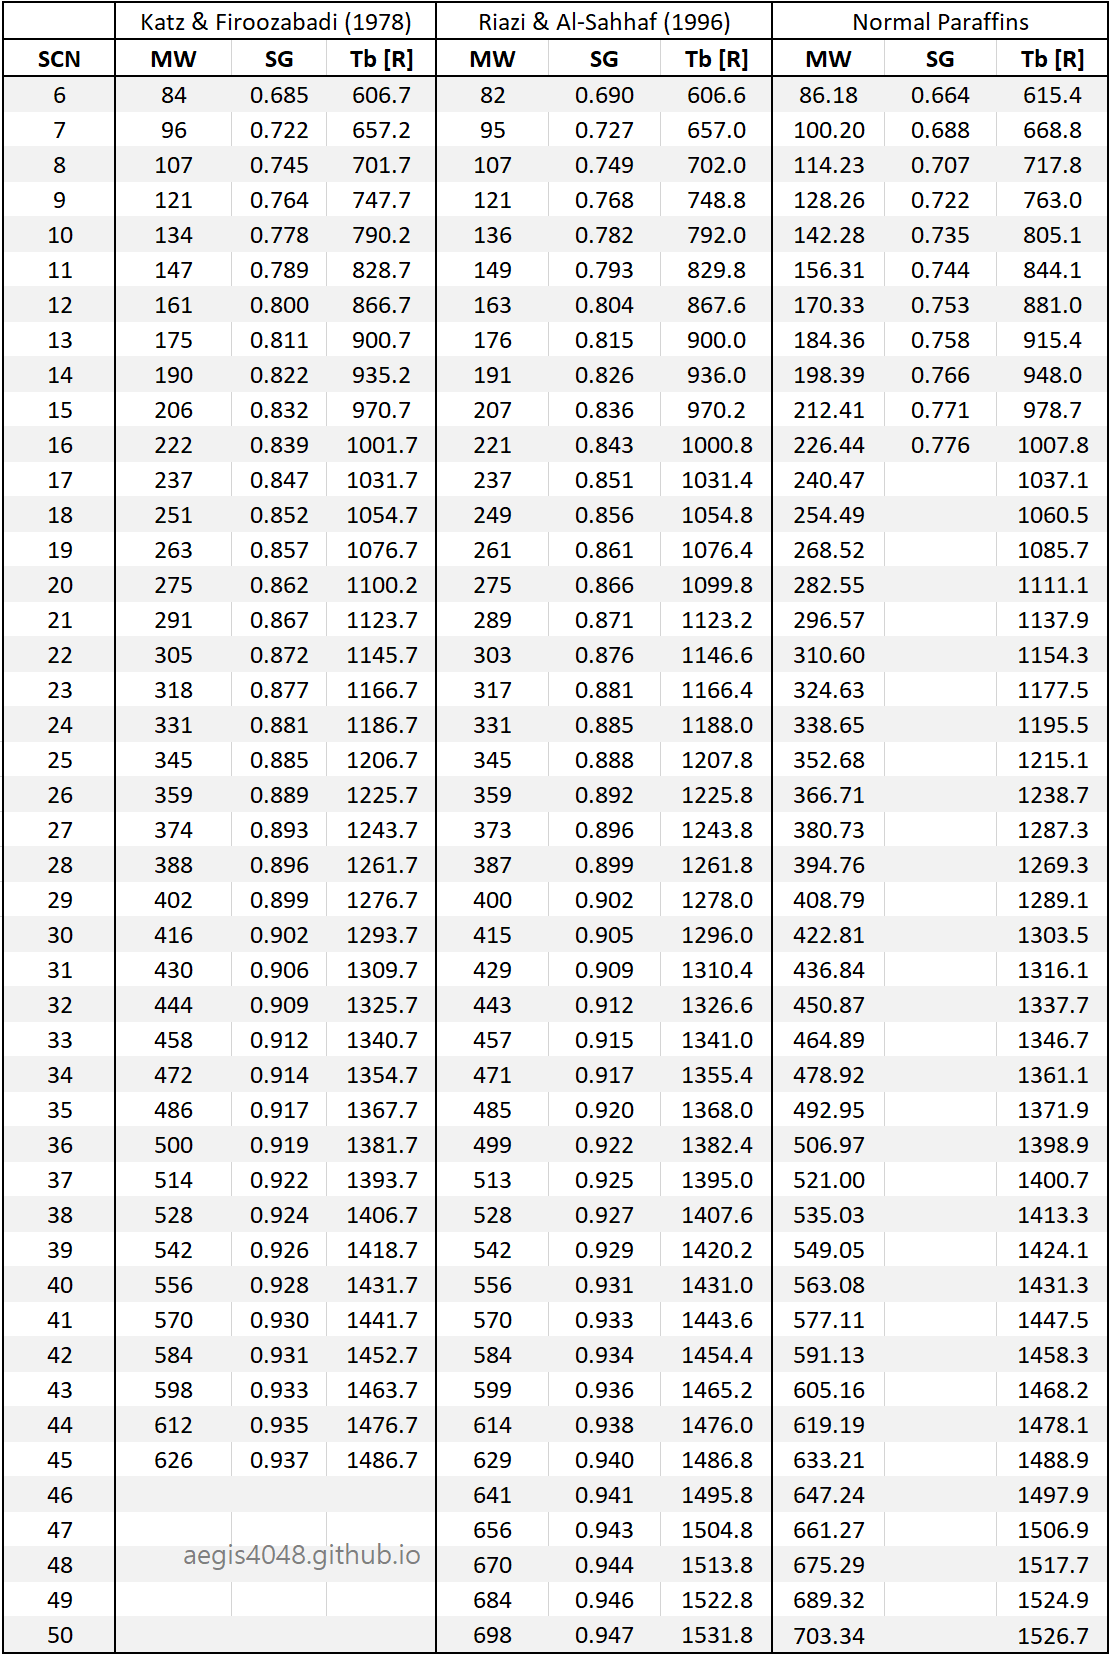 Katz & Firoozabadi (1978) Riazi & Al-Sahhaf (1996) Normal Paraffins
SCN MW SG Tb [R] MW SG Tb [R] MW SG Tb [R]
6 84 0.685 606.7 82 0.690 606.6 86.18 0.664 615.4
7 96 0.722 657.2 95 0.727 657.0 100.20 0.688 668.8
8 107 0.745 701.7 107 0.749 702.0 114.23 0.707 717.8
9 121 0.764 747.7 121 0.768 748.8 128.26 0.722 763.0
10 134 0.778 790.2 136 0.782 792.0 142.28 0.735 805.1
11 147 0.789 828.7 149 0.793 829.8 156.31 0.744 844.1
12 161 0.800 866.7 163 0.804 867.6 170.33 0.753 881.0
13 175 0.811 900.7 176 0.815 900.0 184.36 0.758 915.4
14 190 0.822 935.2 191 0.826 936.0 198.39 0.766 948.0
15 206 0.832 970.7 207 0.836 970.2 212.41 0.771 978.7
16 222 0.839 1001.7 221 0.843 1000.8 226.44 0.776 1007.8
17 237 0.847 1031.7 237 0.851 1031.4 240.47 1037.1
18 251 0.852 1054.7 249 0.856 1054.8 254.49 1060.5
19 263 0.857 1076.7 261 0.861 1076.4 268.52 1085.7
20 275 0.862 1100.2 275 0.866 1099.8 282.55 1111.1
21 291 0.867 1123.7 289 0.871 1123.2 296.57 1137.9
22 305 0.872 1145.7 303 0.876 1146.6 310.60 1154.3
23 318 0.877 1166.7 317 0.881 1166.4 324.63 1177.5
24 331 0.881 1186.7 331 0.885 1188.0 338.65 1195.5
25 345 0.885 1206.7 345 0.888 1207.8 352.68 1215.1
26 359 0.889 1225.7 359 0.892 1225.8 366.71 1238.7
27 374 0.893 1243.7 373 0.896 1243.8 380.73 1287.3
28 388 0.896 1261.7 387 0.899 1261.8 394.76 1269.3
29 402 0.899 1276.7 400 0.902 1278.0 408.79 1289.1
30 416 0.902 1293.7 415 0.905 1296.0 422.81 1303.5
31 430 0.906 1309.7 429 0.909 1310.4 436.84 1316.1
32 444 0.909 1325.7 443 0.912 1326.6 450.87 1337.7
33 458 0.912 1340.7 457 0.915 1341.0 464.89 1346.7
34 472 0.914 1354.7 471 0.917 1355.4 478.92 1361.1
35 486 0.917 1367.7 485 0.920 1368.0 492.95 1371.9
36 500 0.919 1381.7 499 0.922 1382.4 506.97 1398.9
37 514 0.922 1393.7 513 0.925 1395.0 521.00 1400.7
38 528 0.924 1406.7 528 0.927 1407.6 535.03 1413.3
39 542 0.926 1418.7 542 0.929 1420.2 549.05 1424.1
40 556 0.928 1431.7 556 0.931 1431.0 563.08 1431.3
41 570 0.930 1441.7 570 0.933 1443.6 577.11 1447.5
42 584 0.931 1452.7 584 0.934 1454.4 591.13 1458.3
43 598 0.933 1463.7 599 0.936 1465.2 605.16 1468.2
44 612 0.935 1476.7 614 0.938 1476.0 619.19 1478.1
45 626 0.937 1486.7 629 0.940 1486.8 633.21 1488.9
46 641 0.941 1495.8 647.24 1497.9
47 656 0.943 1504.8 661.27 1506.9
aegis4048.github.io
48 670 0.944 1513.8 675.29 1517.7
49 684 0.946 1522.8 689.32 1524.9
50 698 0.947 1531.8 703.34 1526.7